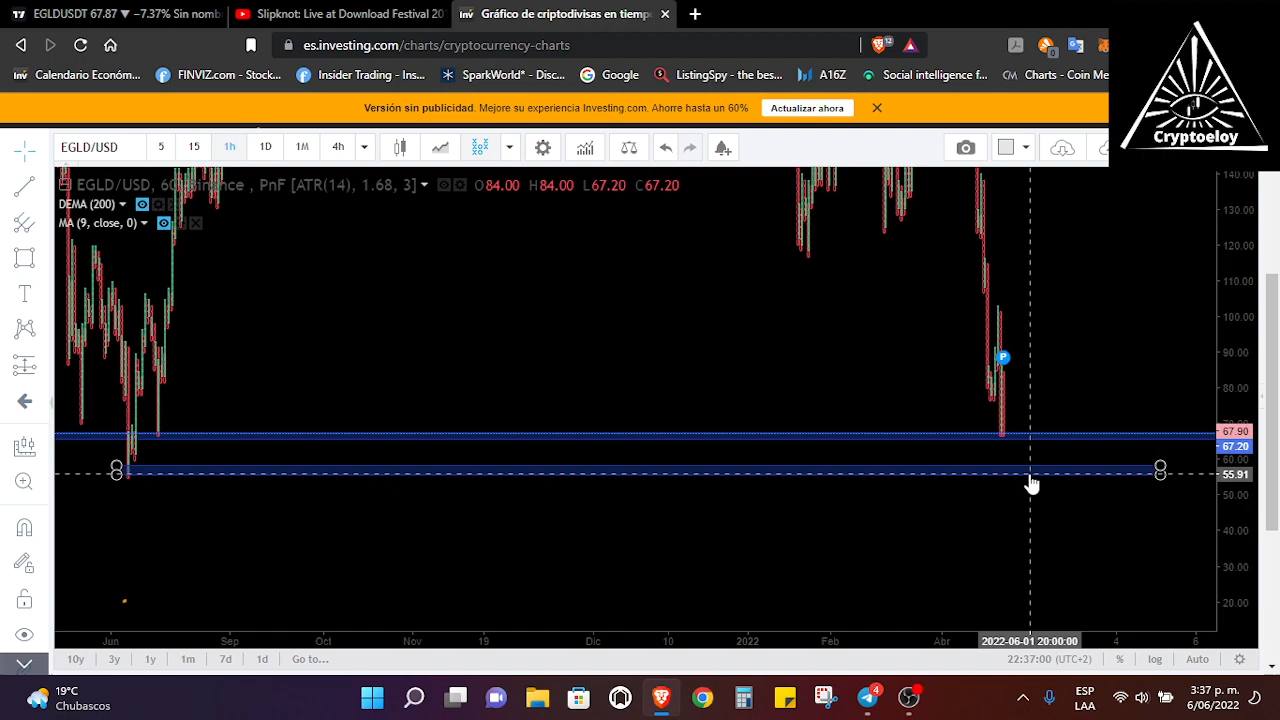 EGLDUSDT 67.87 ▼ −7.37% Sin nomb
Slipknot: Live at Download Festival 20
Gráfico de criptodivisas en tiemp
es.investing.com/charts/cryptocurrency-charts
12
0
Calendario Económ...
FINVIZ.com - Stock...
Insider Trading - Ins...
SparkWorld* - Disc...
Google
ListingSpy - the bes...
A16Z
Social intelligence f...
Charts - Coin Me
Cryptoeloy
Versión sin publicidad. Mejore su experiencia Investing.com. Ahorre hasta un 60%
Actualizar ahora
EGLD/USD
5
15
1h
1D
1M
4h
EGLD/USD, 60, Binance, PnF [ATR(14), 1.68, 3]
O84.00 H84.00 L67.20 C67.20
DEMA (200)
MA (9, close, 0)
P
140.00
130.00
120.00
110.00
100.00
90.00
80.00
67.90
67.20
60.00
55.91
50.00
40.00
30.00
20.00
Jun
Sep
Oct
Nov
19
Dic
10
2022
Feb
Abr
2022-06-01 20:00:00
4
6
10y
3y
1y
1m
7d
1d
Go to...
22:37:00 (UTC+2)
%
log
Auto
19°C
Chubascos
4
ESP
LAA
3:37 p. m.
6/06/2022